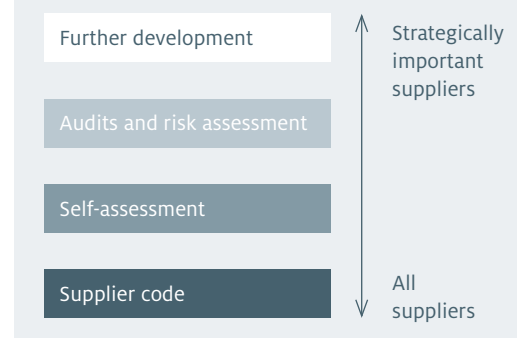 Further development
Strategically
important
suppliers
Audits and risk assessment
Self-assessment
Supplier code
All
suppliers